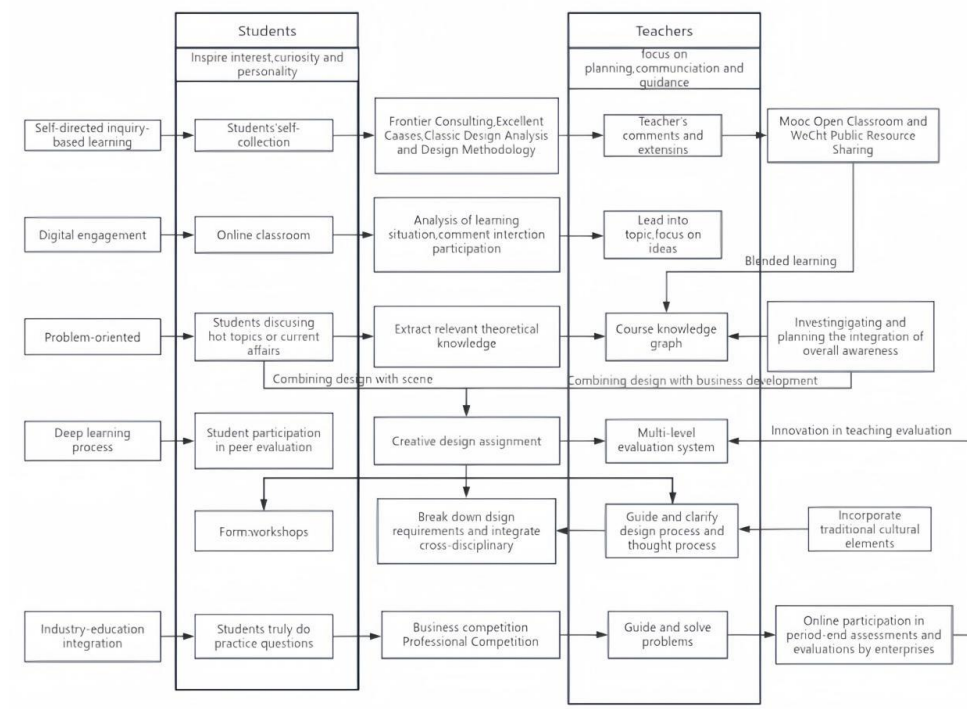 Students
Teachers
Inspire interest,curiosity and
personality
focus on
planning,communciation and
guidance
Self-directed inquiry-
based learning
Students'self-
collection
Frontier Consulting,Excellent
Caases,Classic Design Analysis
and Design Methodology
Teacher's
comments and
extensins
Mooc Open Classroom and
WeCht Public Resource
Sharing
Digital engagement
Online classroom
Analysis of learning
situation,comment interction
participation
Lead into
topic,focus on
ideas
Blended learning
Problem-oriented
Students discusing
hot topics or current
affairs
Extract relevant theoretical
knowledge
Course knowledge
graph
Investingigating and
planning the integration of
overall awareness
Combining design with scene
Combining design with business development
Deep learning
process
Student participation
in peer evaluation
Creative design assignment
Multi-level
evaluation system
Innovation in teaching evaluation
Form:workshops
Break down dsign
requirements and integrate
cross-disciplinary
Guide and clarify
design process and
thought process
Incorporate
traditional cultural
elements
Industry-education
integration
Students truly do
practice questions
Business competition
Professional Competition
Guide and solve
problems
Online participation in
period-end assessments and
evaluations by enterprises